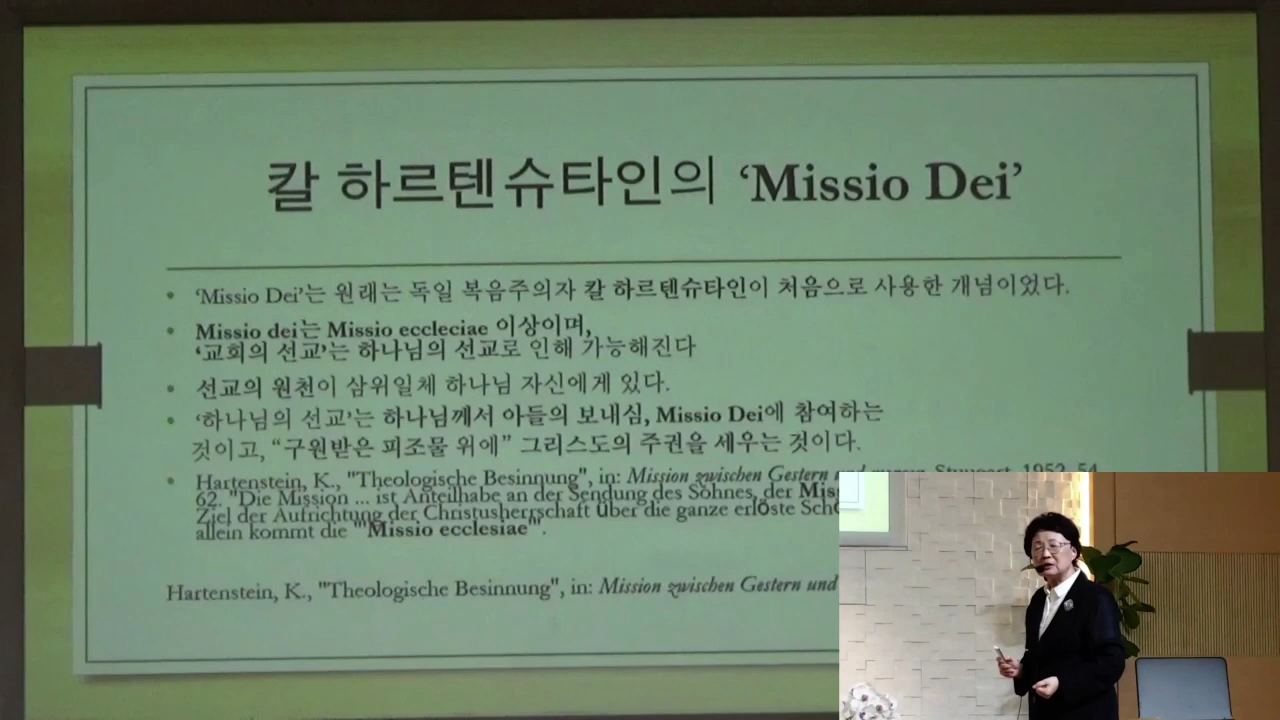 칼 하르텐슈타인의 ‘Missio Dei’
‘Missio Dei’는 원래는 독일 복음주의자 칼 하르텐슈타인이 처음으로 사용한 개념이었다.
Missio dei는 Missio eccleciae 이상이며,
‘교회의 선교’는 하나님의 선교로 인해 가능해진다
선교의 원천이 삼위일체 하나님 자신에게 있다.
‘하나님의 선교’는 하나님께서 아들의 보내심, Missio Dei에 참여하는
것이고, “구원받은 피조물 위에” 그리스도의 주권을 세우는 것이다.
Hartenstein, K., "Theologische Besinnung", in: Mission zwischen Gestern 1952, 54
62. "Die Mission ... ist Anteilhabe an der Sendung des Sohnes, der
Ziel der Aufrichtung der Christusherrschaft über die ganze erlöste
allein kommt die "Missio ecclesiae".
Hartenstein, K., "Theologische Besinnung", in: Mission zwischen Gestern und